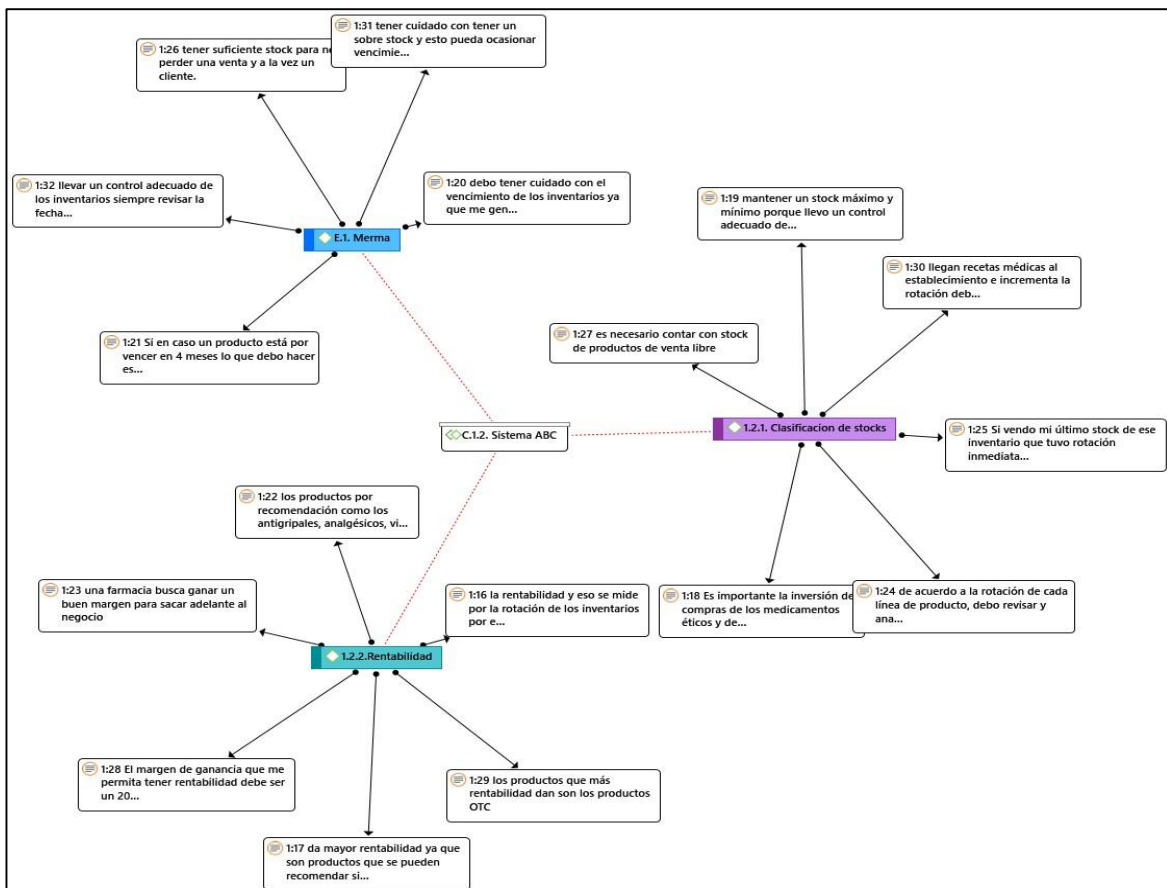 1:31 tener cuidado con tener un
sobre stock y esto pueda ocasionar
vencimie...
1:26 tener suficiente stock para
perder una venta y a la vez un
cliente.
1:32 llevar un control adecuado de
los inventarios siempre revisar la
fecha...
1:20 debo tener cuidado con el
vencimiento de los inventarios ya
que me gen...
E.1. Merma
1:21 Si en caso un producto está por
vencer en 4 meses lo que debo hacer
es...
1:19 mantener un stock máximo y
mínimo porque llevo un control
adecuado de...
1:30 llegan recetas médicas al
establecimiento e incrementa la
rotación deb...
1:27 es necesario contar con stock
de productos de venta libre
C.1.2. Sistema ABC
1.2.1. Clasificacion de stocks
1:25 Si vendo mi último stock de ese
inventario que tuvo rotación
inmediata...
1:18 Es importante la inversión de
compras de los medicamentos
éticos y de...
1:24 de acuerdo a la rotación de cada
línea de producto, debo revisar y
ana...
1:22 los productos por
recomendación como los
antigripales, analgésicos, vi...
1:23 una farmacia busca ganar un
buen margen para sacar adelante al
negocio
1:16 la rentabilidad y eso se mide
por la rotación de los inventarios
por e...
1.2.2.Rentabilidad
1:28 El margen de ganancia que me
permita tener rentabilidad debe ser
un 20...
1:29 los productos que más
rentabilidad dan son los productos
OTC
1:17 da mayor rentabilidad ya que
son productos que se pueden
recomendar si...